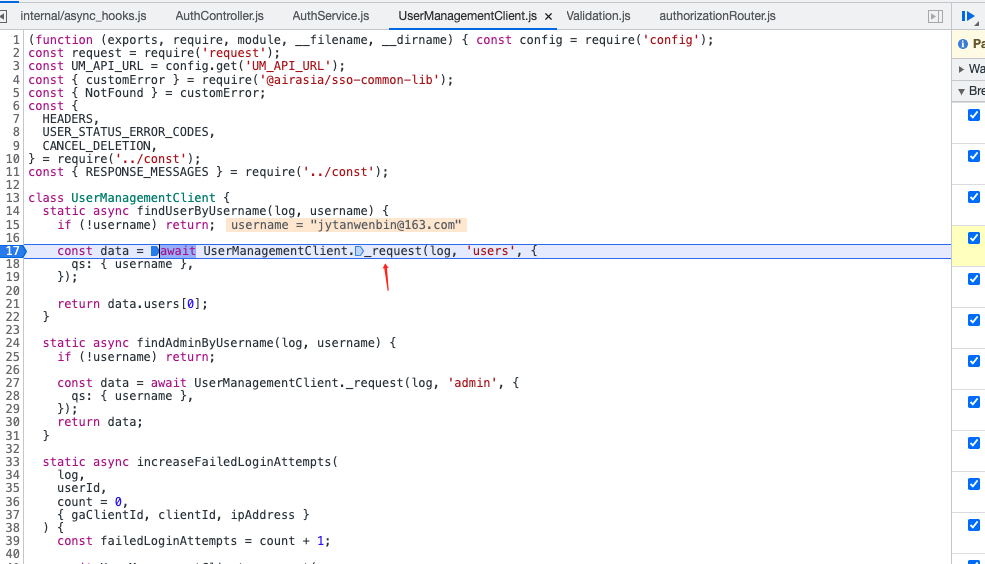 internal/async_hooks.js AuthController.js AuthService.js UserManagementClient.js × Validation.js authorizationRouter.js
1 (function (exports, require, module, __filename, __dirname) { const config = require('config');
2 const request = require('request');
3 const UM_API_URL = config.get('UM_API_URL');
4 const { customError } = require('@airasia/sso-common-lib');
5 const { NotFound } = customError;
6 const {
7 HEADERS,
8 USER_STATUS_ERROR_CODES,
9 CANCEL_DELETION,
10 } = require('../const');
11 const { RESPONSE_MESSAGES } = require('../const');
12
13 class UserManagementClient {
14 static async findUserByUsername(log, username) {
15 if (!username) return; username = "jytanwenbin@163.com"
16
17 const data = await UserManagementClient._request(log, 'users', {
18 qs: { username },
19 });
20
21 return data.users[0];
22 }
23
24 static async findAdminByUsername(log, username) {
25 if (!username) return;
26
27 const data = await UserManagementClient._request(log, 'admin', {
28 qs: { username },
29 });
30 return data;
31 }
32
33 static async increaseFailedLoginAttempts(
34 log,
35 userId,
36 count = 0,
37 { gaClientId, clientId, ipAddress }
38 ) {
39 const failedLoginAttempts = count + 1;
40
Pa
Wa
Bre